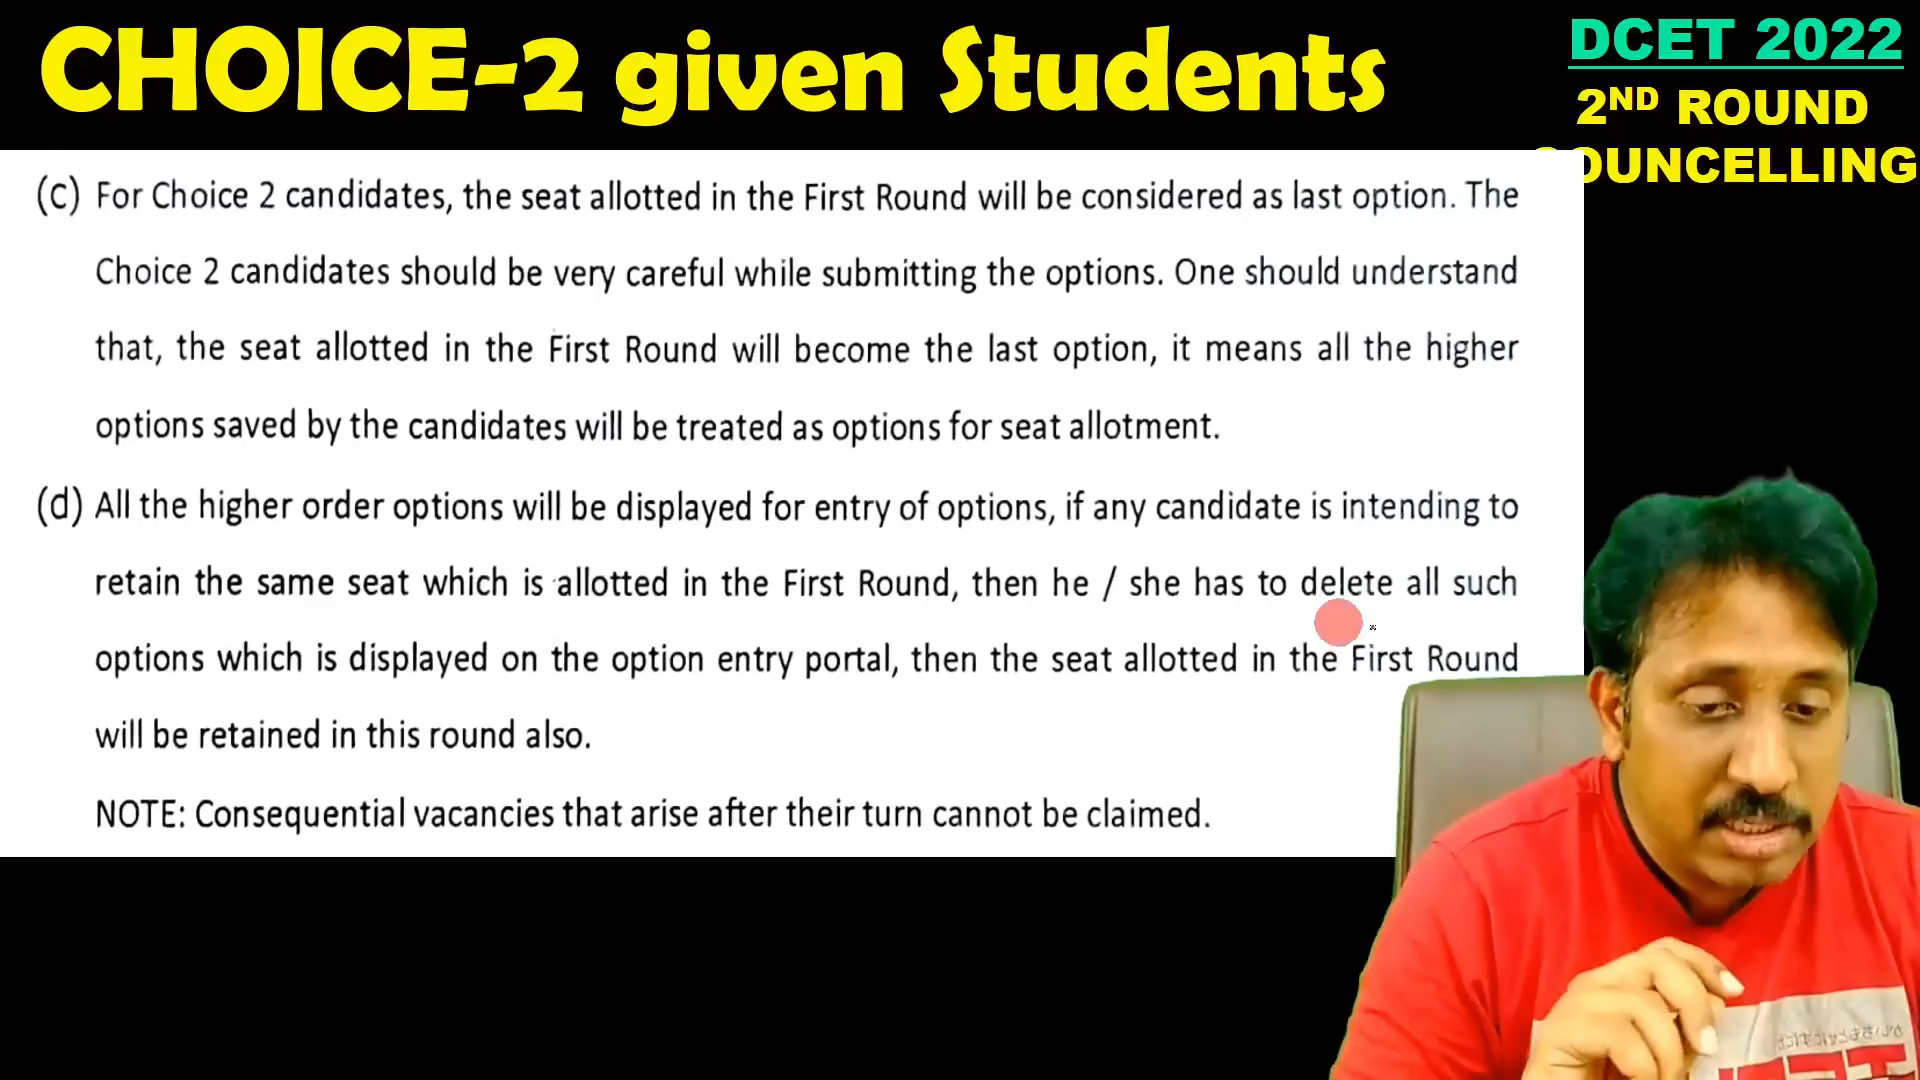 CHOICE-2 given Students
DCET 2022
2ND ROUND
OUNCELLING
(c) For Choice 2 candidates, the seat allotted in the First Round will be considered as last option. The
Choice 2 candidates should be very careful while submitting the options. One should understand
that, the seat allotted in the First Round will become the last option, it means all the higher
options saved by the candidates will be treated as options for seat allotment.
(d) All the higher order options will be displayed for entry of options, if any candidate is intending to
retain the same seat which is allotted in the First Round, then he / she has to delete all such
options which is displayed on the option entry portal, then the seat allotted in the First Round
will be retained in this round also.
NOTE: Consequential vacancies that arise after their turn cannot be claimed.